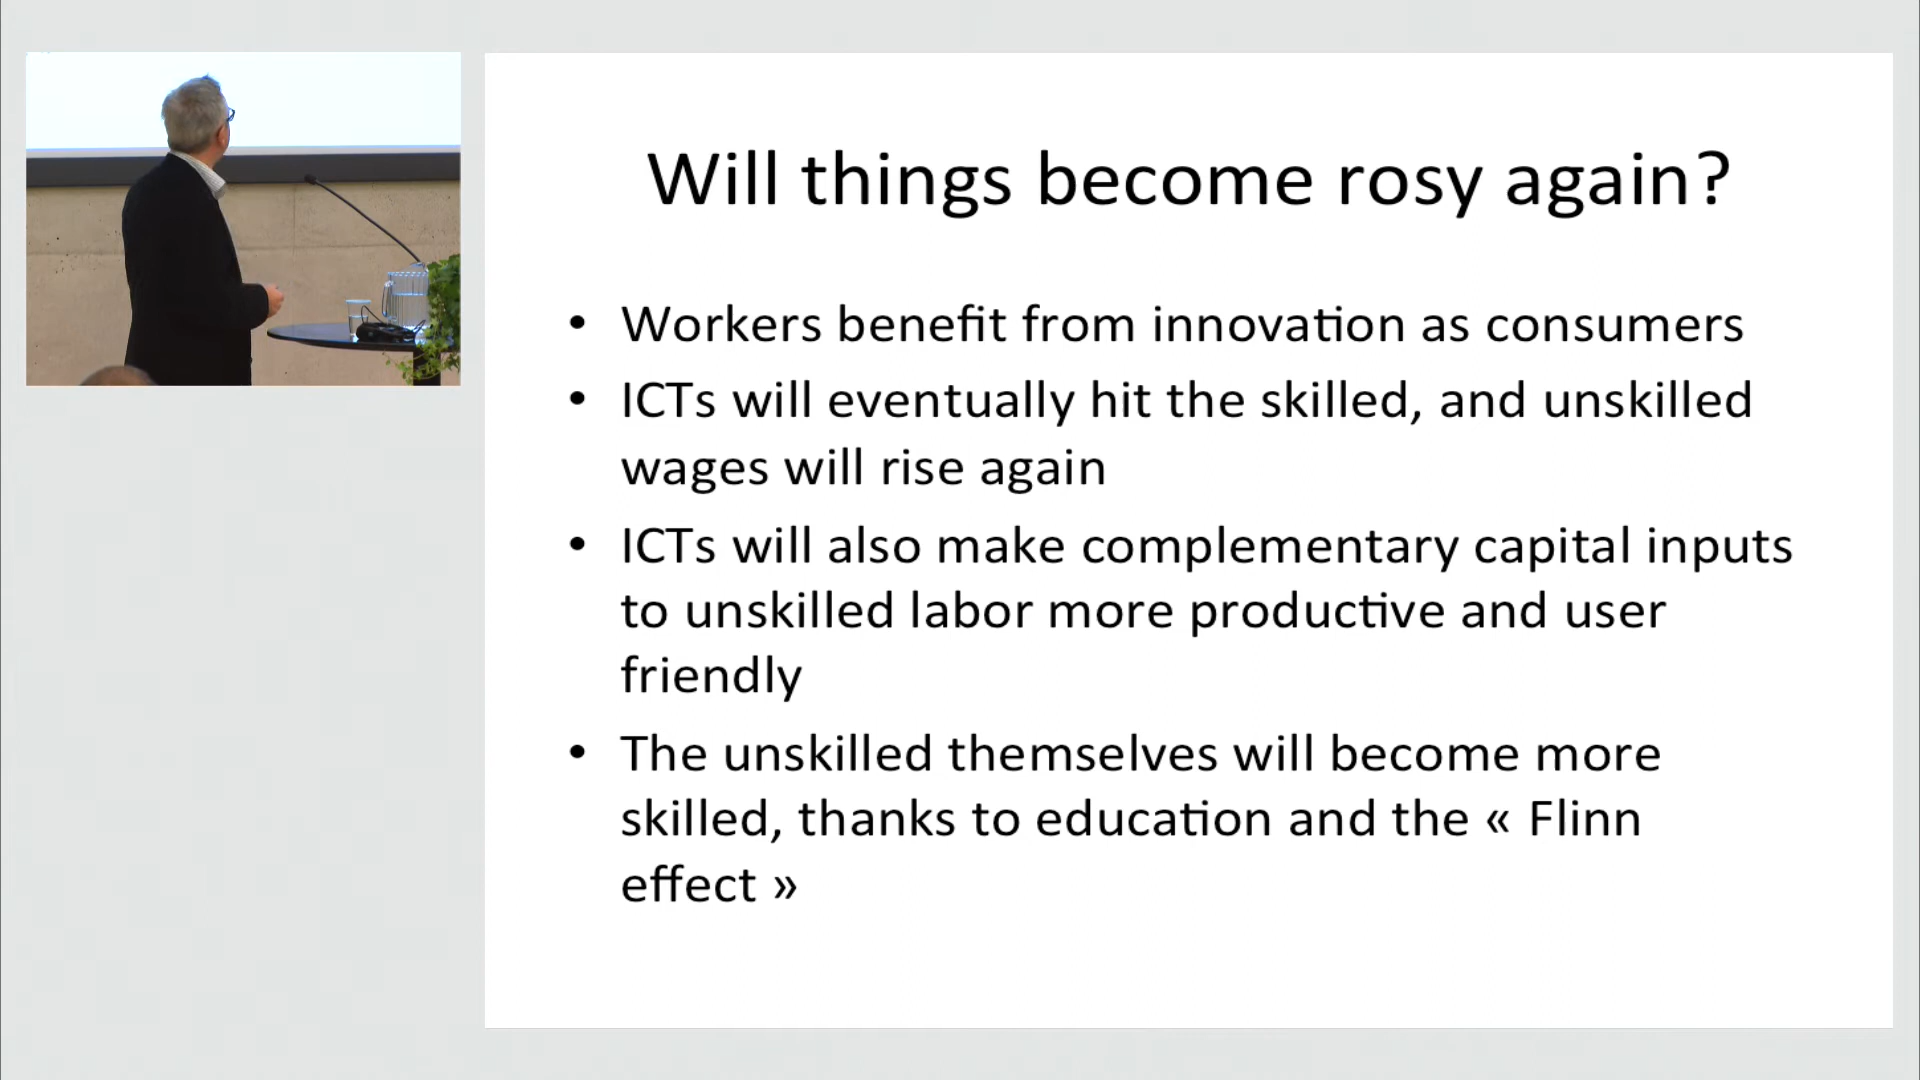 Will things become rosy again?
• Workers benefit from innovation as consumers
• ICTs will eventually hit the skilled, and unskilled
wages will rise again
• ICTs will also make complementary capital inputs
to unskilled labor more productive and user
friendly
• The unskilled themselves will become more
skilled, thanks to education and the « Flinn
effect »